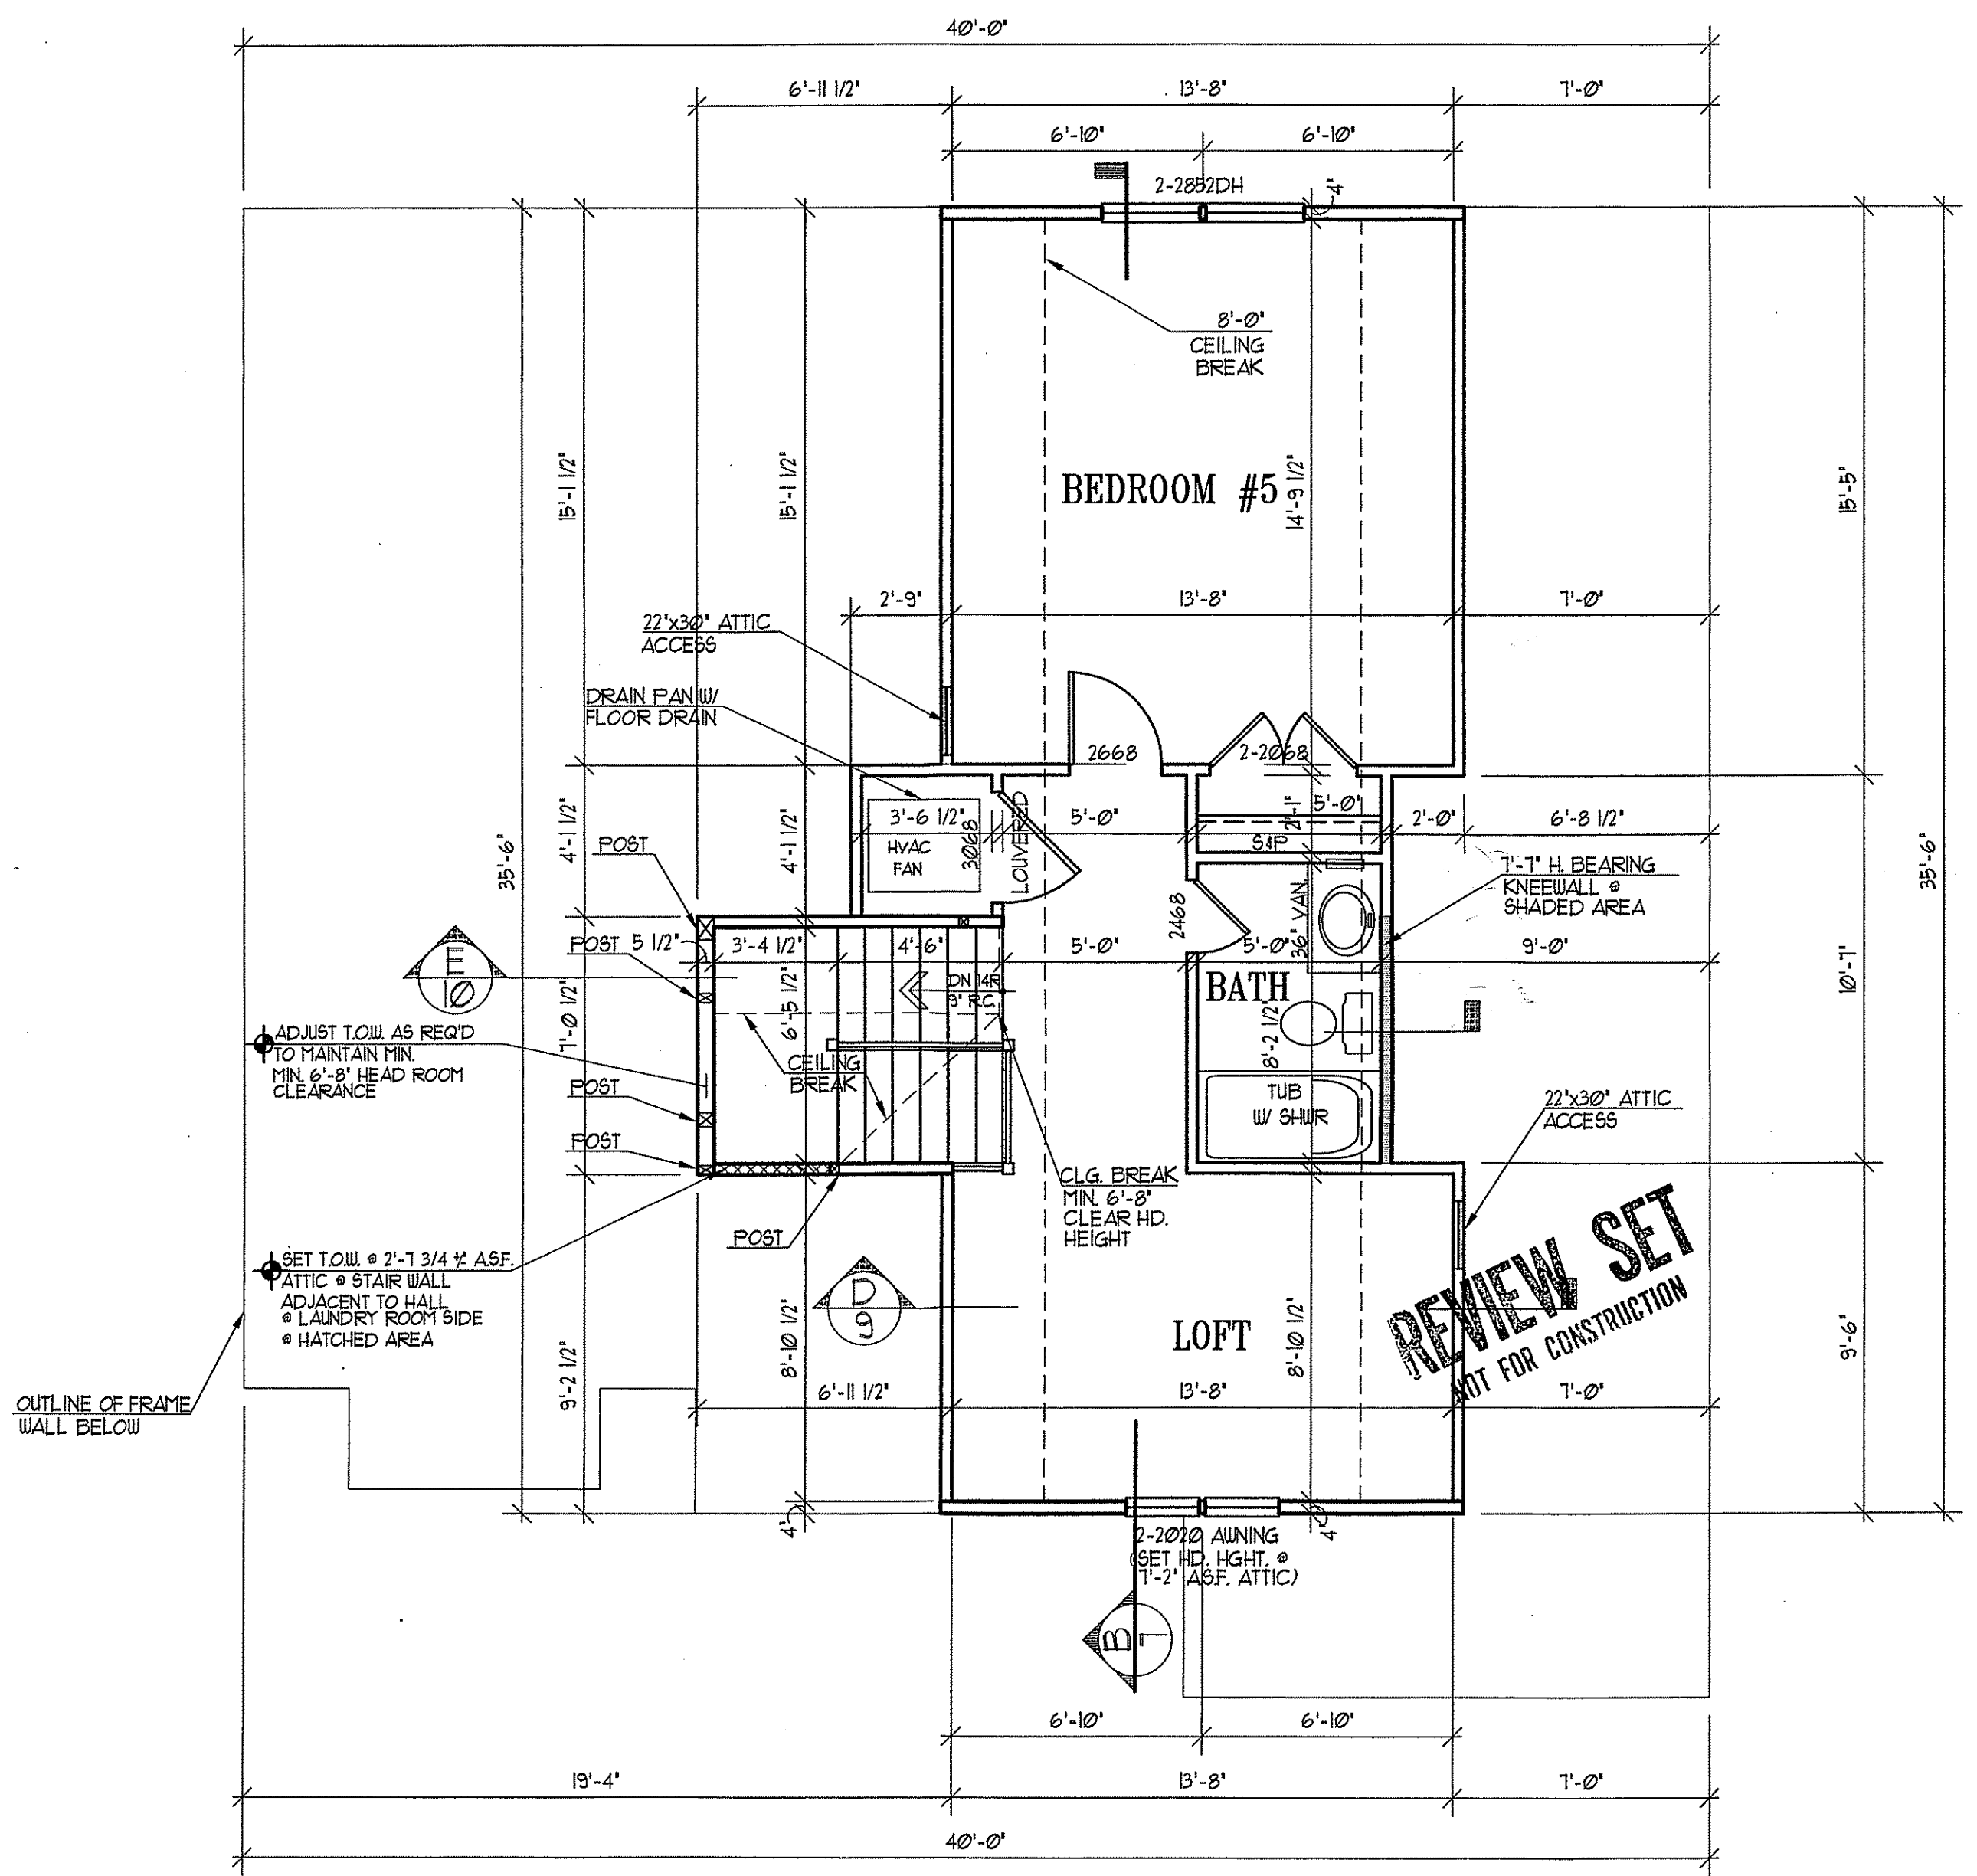 40'-0"
6'-11 1/2"
13'-8"
7'-0"
6'-10"
6'-10"
2-2852DH
4"
8'-0"
CEILING
BREAK
15'-1 1/2"
15'-1 1/2"
BEDROOM #5
14'-9 1/2"
15'-5"
2'-9"
13'-8"
7'-0"
22"x30" ATTIC
ACCESS
DRAIN PAN W/
FLOOR DRAIN
2668
2-2068
35'-6"
4'-1 1/2"
4'-1 1/2"
3'-6 1/2"
HVAC
FAN
3068
LOUVERED
5'-0"
2'-1"
5'-0"
S&P
2'-0"
6'-8 1/2"
35'-6"
POST
7'-7" H. BEARING
KNEEWALL @
SHADED AREA
2468
36" VAN.
POST
5 1/2"
3'-4 1/2"
4'-6"
5'-0"
5'-0"
9'-0"
E
10
DN 14R
9" R.C.
BATH
10'-7"
7'-0 1/2"
6'-5 1/2"
8'-2 1/2"
ADJUST T.O.W. AS REQ'D
TO MAINTAIN MIN.
MIN. 6'-8" HEAD ROOM
CLEARANCE
CEILING
BREAK
POST
TUB
W/ SHWR
22"x30" ATTIC
ACCESS
POST
CLG. BREAK
MIN. 6'-8"
CLEAR HD.
HEIGHT
POST
SET T.O.W. @ 2'-7 3/4 +/- A.S.F.
ATTIC @ STAIR WALL
ADJACENT TO HALL
@ LAUNDRY ROOM SIDE
@ HATCHED AREA
D
9
REVIEW SET
NOT FOR CONSTRUCTION
LOFT
9'-2 1/2"
8'-10 1/2"
8'-10 1/2"
9'-6"
OUTLINE OF FRAME
WALL BELOW
6'-11 1/2"
13'-8"
7'-0"
4"
4"
2-2020 AWNING
(SET HD. HGHT. @
7'-2" A.S.F. ATTIC)
B
7
6'-10"
6'-10"
19'-4"
13'-8"
7'-0"
40'-0"